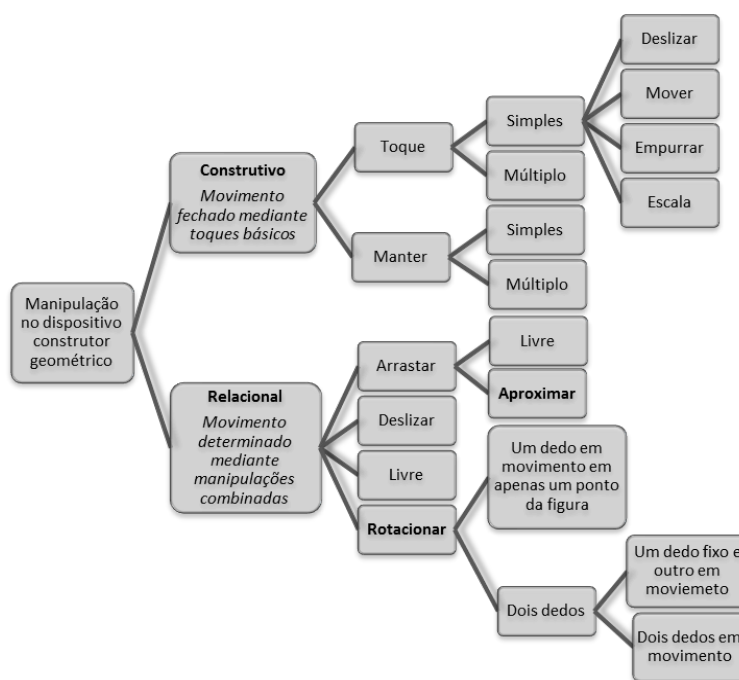 Manipulação
no dispositivo
construtor
geométrico
Construtivo
Movimento
fechado mediante
toques básicos
Toque
Simples
Deslizar
Mover
Empurrar
Escala
Múltiplo
Manter
Simples
Múltiplo
Relacional
Movimento
determinado
mediante
manipulações
combinadas
Arrastar
Livre
Aproximar
Deslizar
Livre
Rotacionar
Um dedo em
movimento em
apenas um ponto
da figura
Dois dedos
Um dedo fixo e
outro em
moviemeto
Dois dedos em
movimento